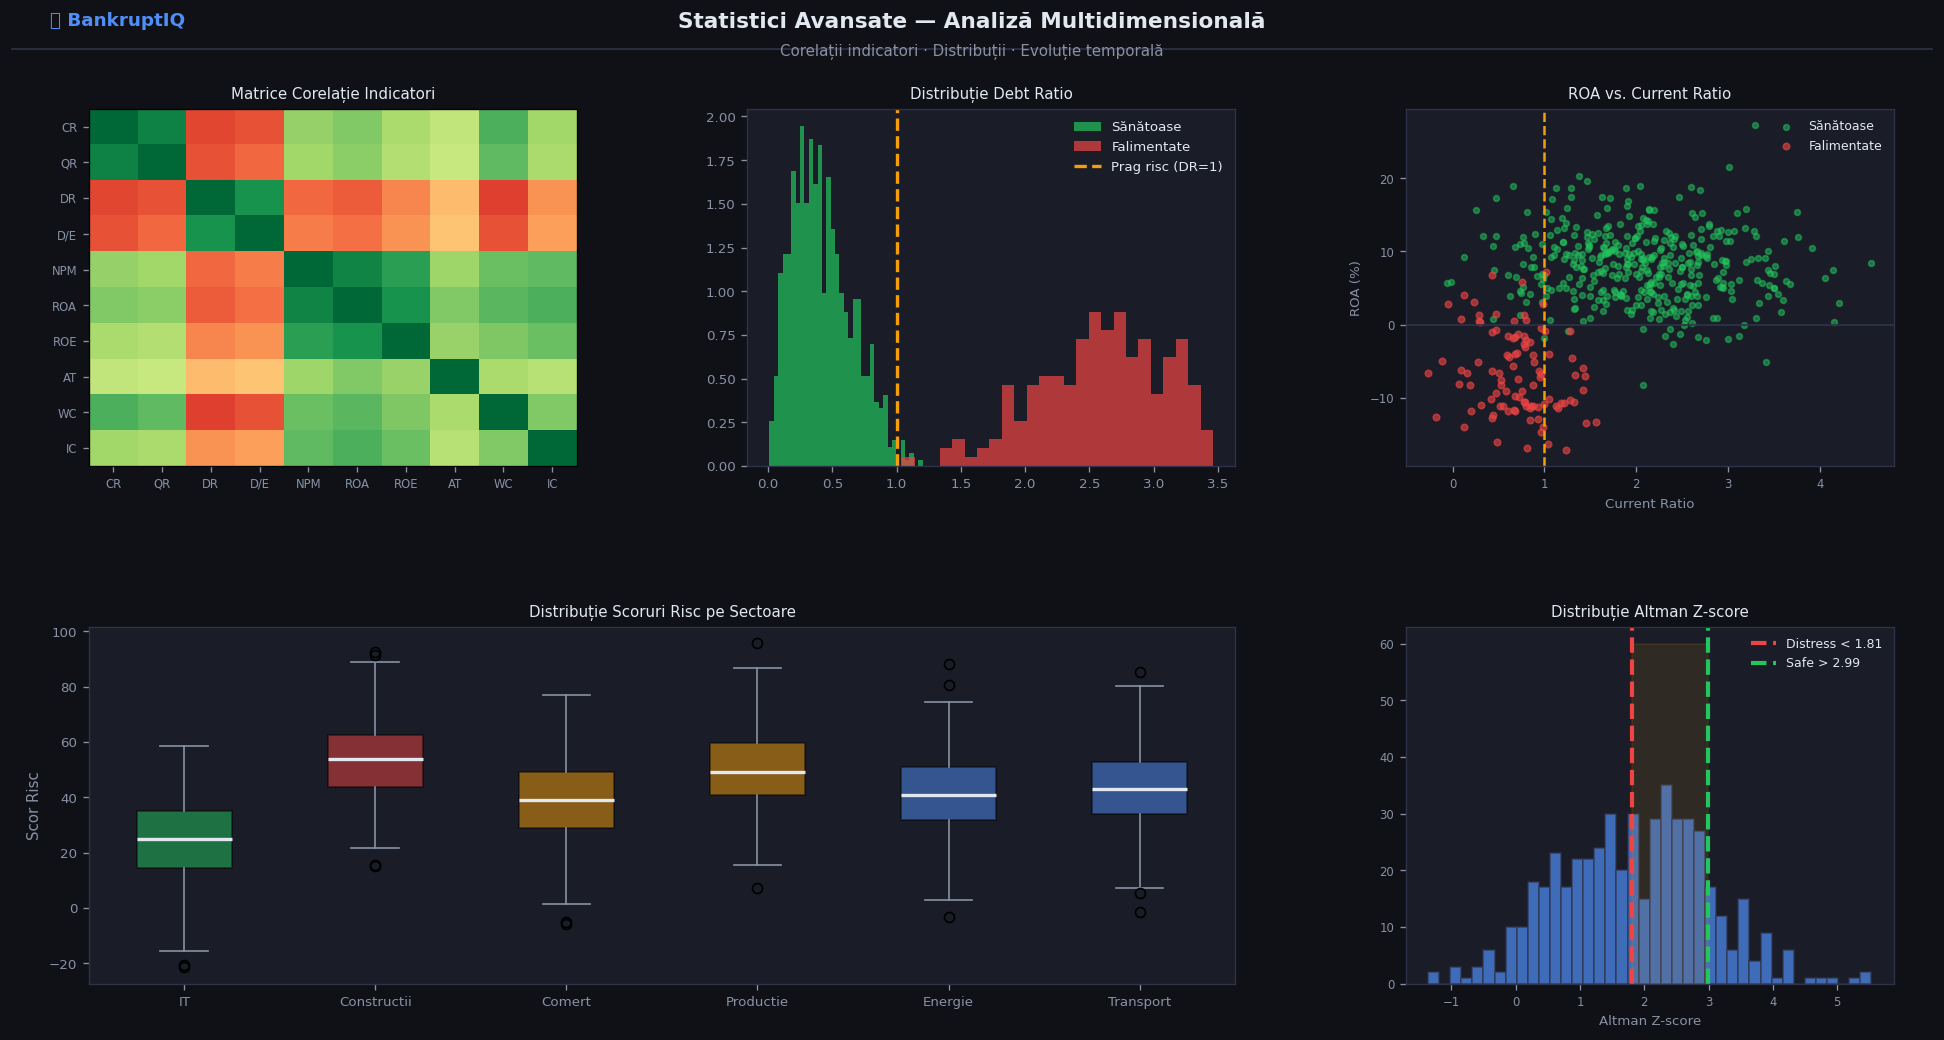 BankruptIQ
Statistici Avansate — Analiză Multidimensională
Corelații indicatori · Distribuții · Evoluție temporală
Matrice Corelație Indicatori
CR
QR
DR
D/E
NPM
ROA
ROE
AT
WC
IC
CR QR DR D/E NPM ROA ROE AT WC IC
Distribuție Debt Ratio
2.00
1.75
1.50
1.25
1.00
0.75
0.50
0.25
0.00
0.0 0.5 1.0 1.5 2.0 2.5 3.0 3.5
Sănătoase
Falimentate
Prag risc (DR=1)
ROA vs. Current Ratio
Sănătoase
Falimentate
ROA (%)
20
10
0
−10
0 1 2 3 4
Current Ratio
Distribuție Scoruri Risc pe Sectoare
Scor Risc
100
80
60
40
20
0
−20
IT Constructii Comert Productie Energie Transport
Distribuție Altman Z-score
Distress < 1.81
Safe > 2.99
60
50
40
30
20
10
0
−1 0 1 2 3 4 5
Altman Z-score